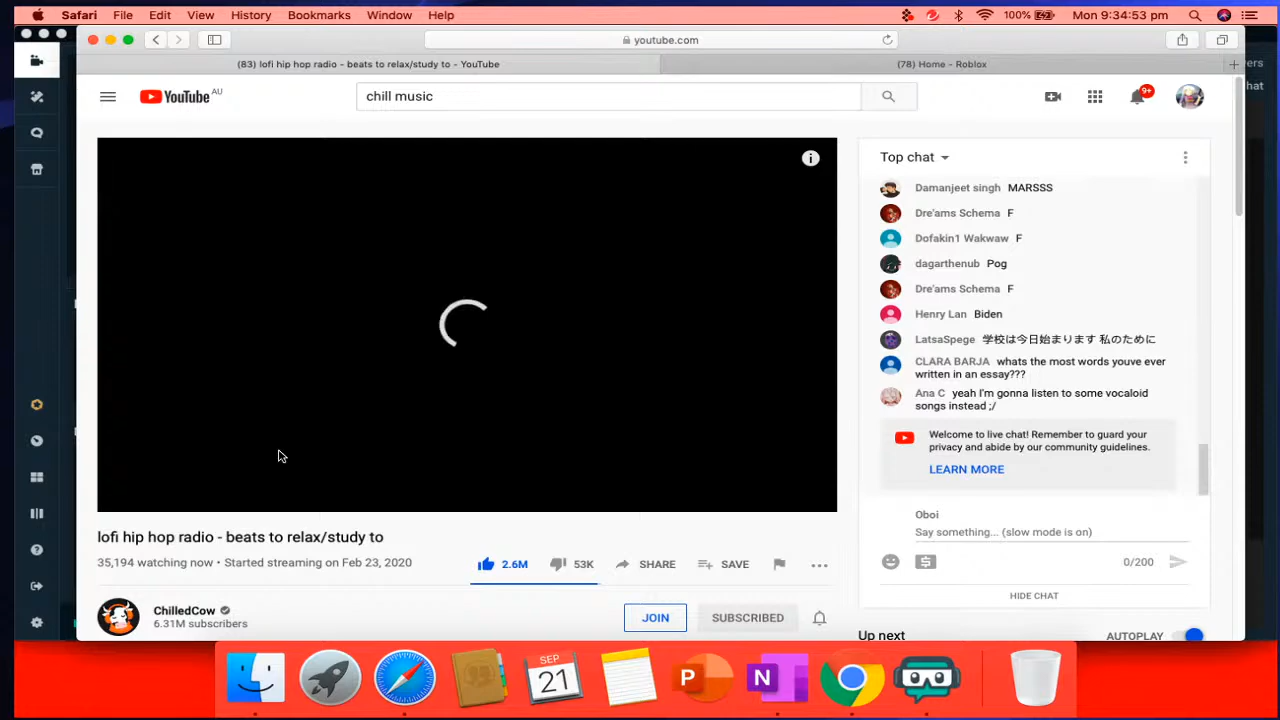 Safari File Edit View History Bookmarks Window Help 100% Mon 9:34:53 pm
youtube.com
(83) lofi hip hop radio - beats to relax/study to - YouTube
(78) Home - Roblox
YouTube AU
chill music
9+
Top chat
Damanjeet singh MARSSS
Dre'ams Schema F
Dofakin1 Wakwaw F
dagarthenub Pog
Dre'ams Schema F
Henry Lan Biden
LatsaSpege 学校は今日始まります 私のために
CLARA BARJA whats the most words youve ever
written in an essay???
Ana C yeah I'm gonna listen to some vocaloid
songs instead ;/
Welcome to live chat! Remember to guard your
privacy and abide by our community guidelines.
LEARN MORE
Oboi
Say something... (slow mode is on)
0/200
HIDE CHAT
lofi hip hop radio - beats to relax/study to
35,194 watching now • Started streaming on Feb 23, 2020
2.6M 53K SHARE SAVE
ChilledCow
6.31M subscribers
JOIN SUBSCRIBED
Up next AUTOPLAY
SEP
21
P
N